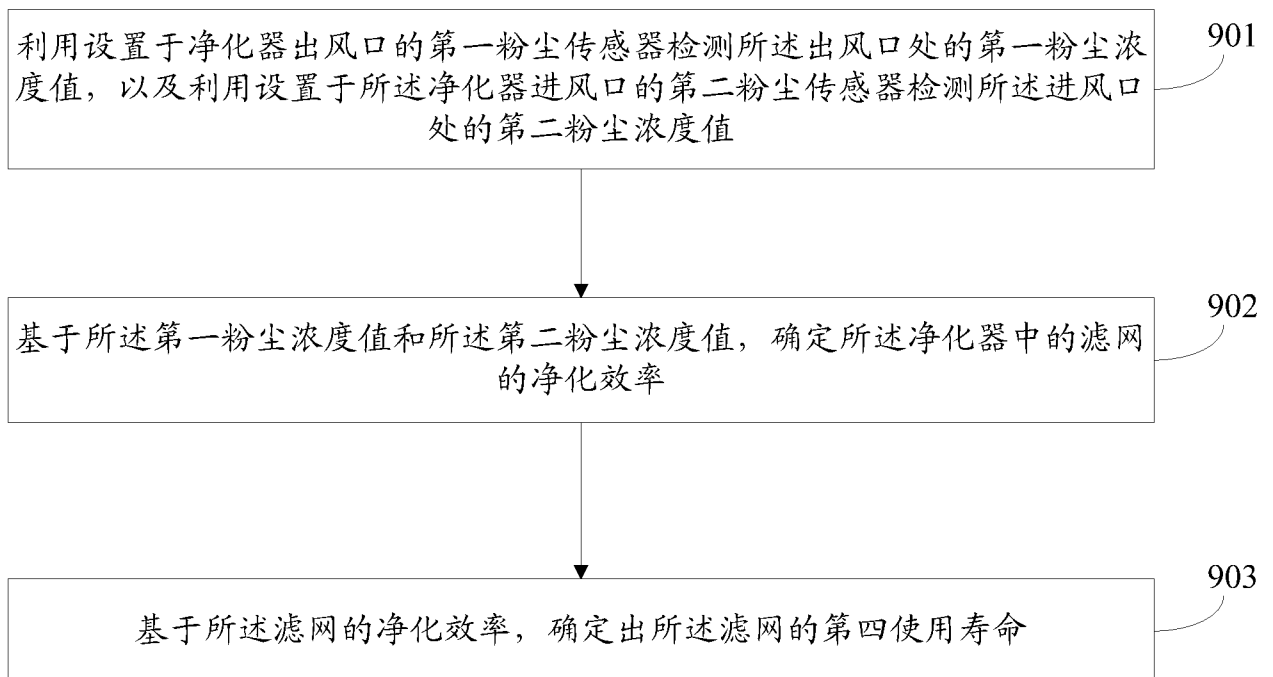 利用设置于净化器出风口的第一粉尘传感器检测所述出风口处的第一粉尘浓
度值，以及利用设置于所述净化器进风口的第二粉尘传感器检测所述进风口
处的第二粉尘浓度值
901
基于所述第一粉尘浓度值和所述第二粉尘浓度值，确定所述净化器中的滤网
的净化效率
902
基于所述滤网的净化效率，确定出所述滤网的第四使用寿命
903